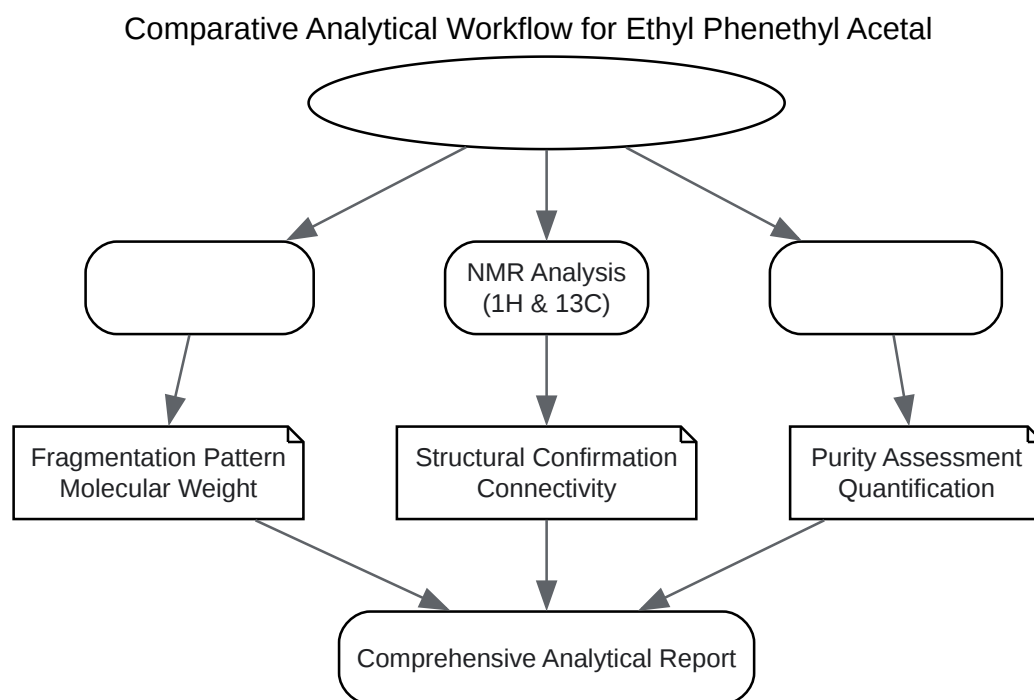 Comparative Analytical Workflow for Ethyl Phenethyl Acetal
NMR Analysis
(1H & 13C)
Fragmentation Pattern
Molecular Weight
Structural Confirmation
Connectivity
Purity Assessment
Quantification
Comprehensive Analytical Report